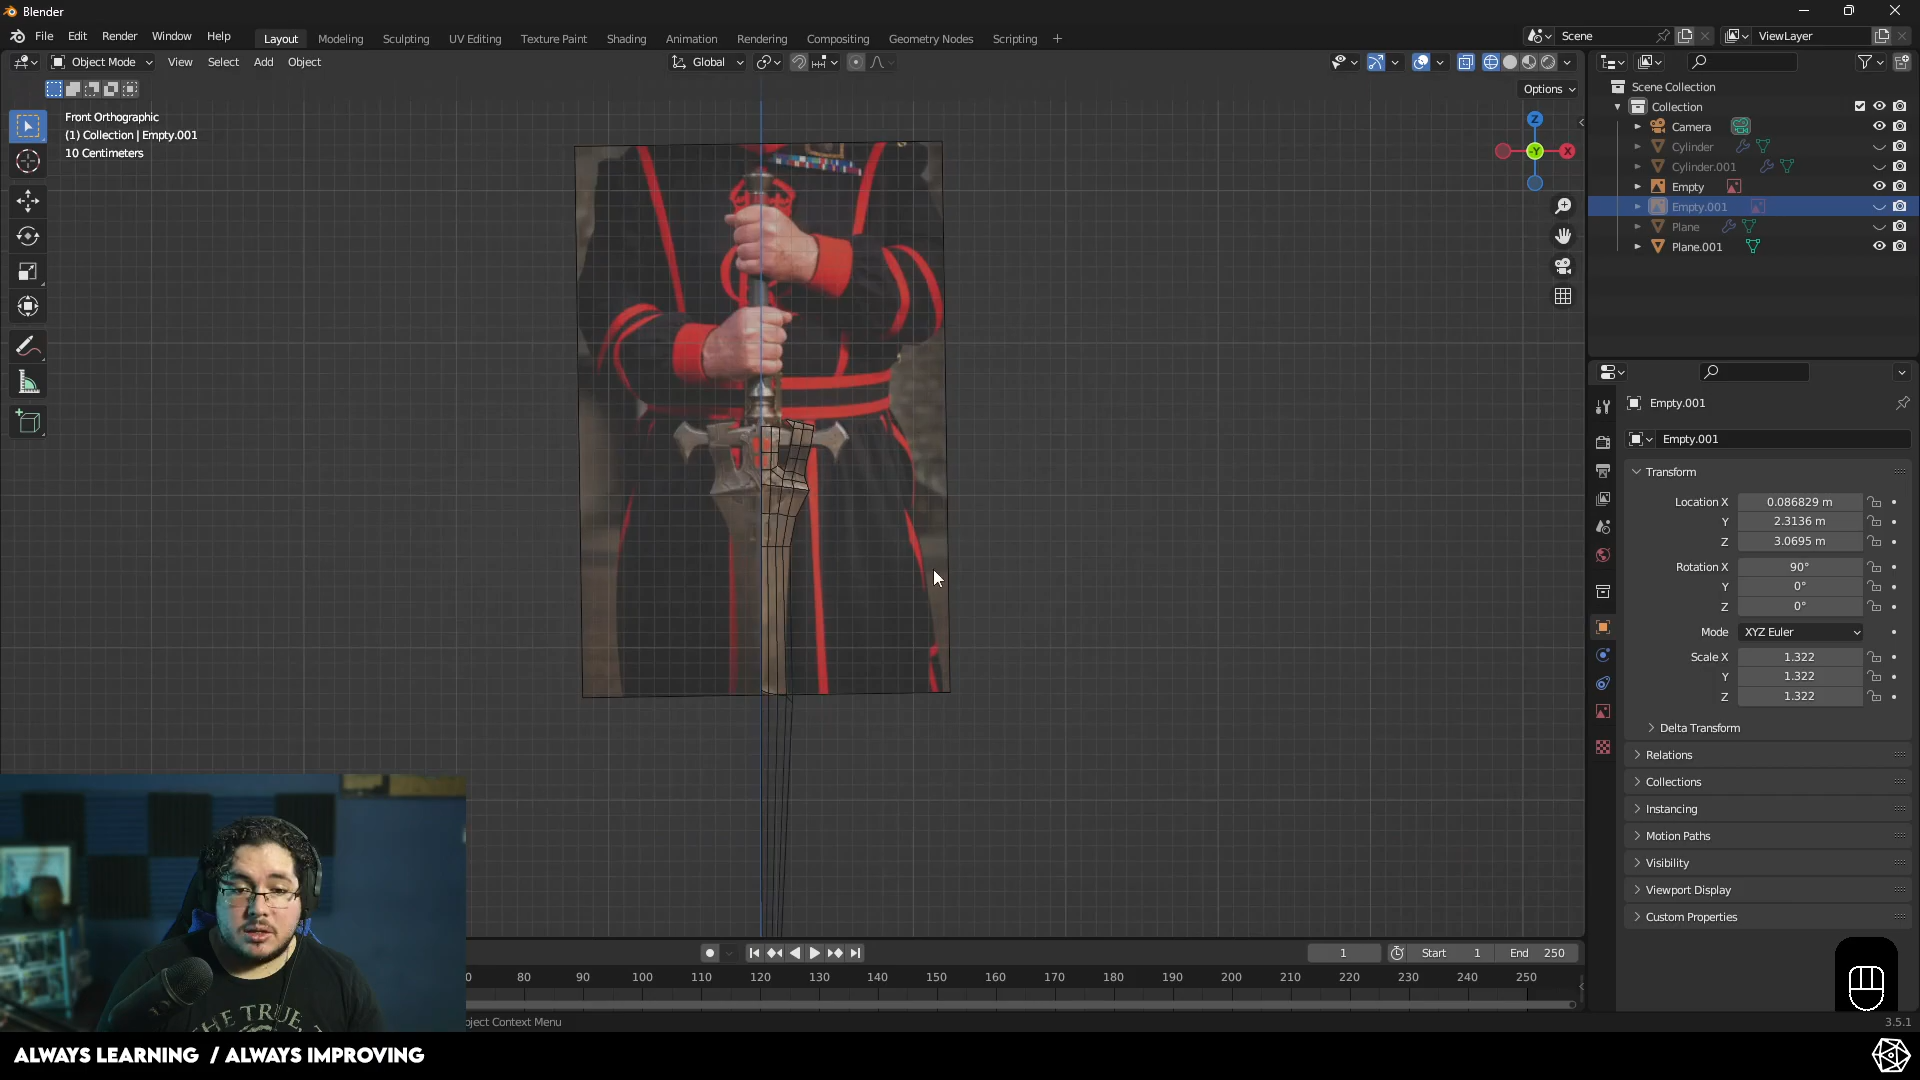 Blender
File Edit Render Window Help
Layout Modeling Sculpting UV Editing Texture Paint Shading Animation Rendering Compositing Geometry Nodes Scripting +
Scene
ViewLayer
Object Mode View Select Add Object
Global
Options
Front Orthographic
(1) Collection | Empty.001
10 Centimeters
Z
-Y
X
Scene Collection
Collection
Camera
Cylinder
Cylinder.001
Empty
Empty.001
Plane
Plane.001
Empty.001
Empty.001
Transform
Location X 0.086829 m
Y 2.3136 m
Z 3.0695 m
Rotation X 90°
Y 0°
Z 0°
Mode XYZ Euler
Scale X 1.322
Y 1.322
Z 1.322
Delta Transform
Relations
Collections
Instancing
Motion Paths
Visibility
Viewport Display
Custom Properties
1 Start 1 End 250
80 90 100 110 120 130 140 150 160 170 180 190 200 210 220 230 240 250
THE TRUE
oject Context Menu
3.5.1
ALWAYS LEARNING / ALWAYS IMPROVING